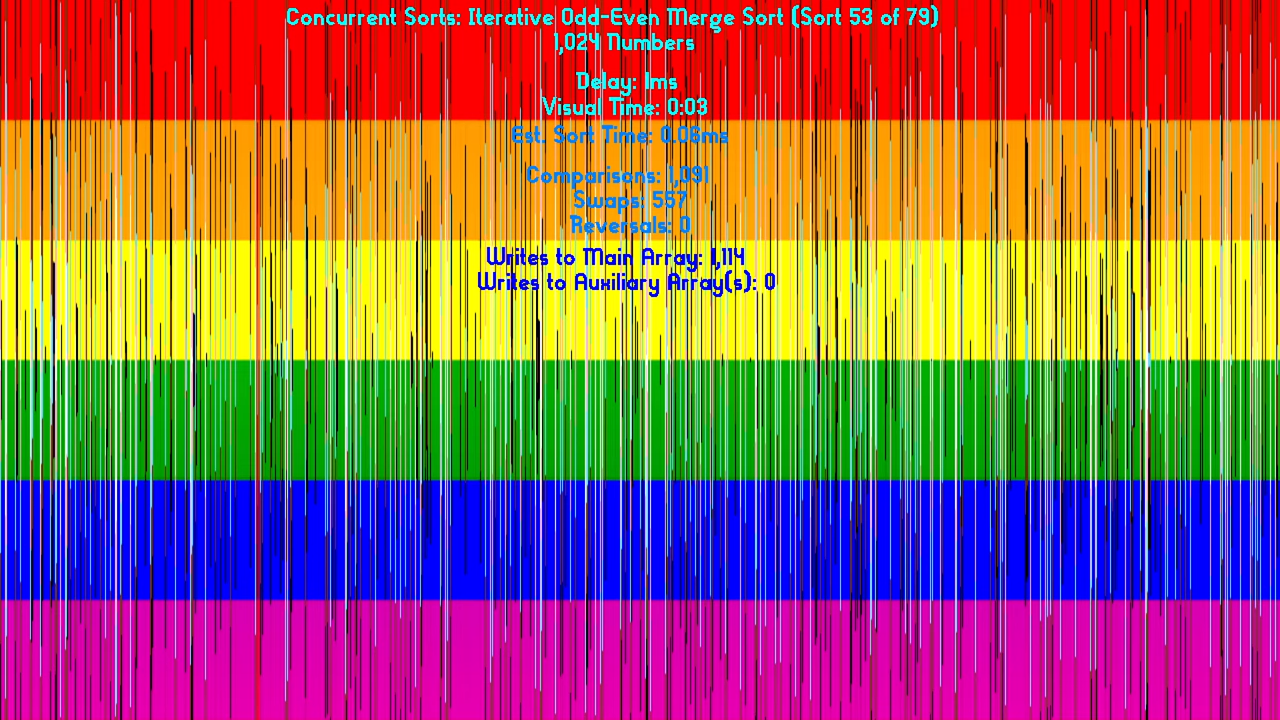 Concurrent Sorts: Iterative Odd-Even Merge Sort (Sort 53 of 79)
1,024 Numbers
Delay: 1ms
Visual Time: 0:03
Est. Sort Time: 0.06ms
Comparisons: 1,091
Swaps: 557
Reversals: 0
Writes to Main Array: 1,114
Writes to Auxiliary Array(s): 0